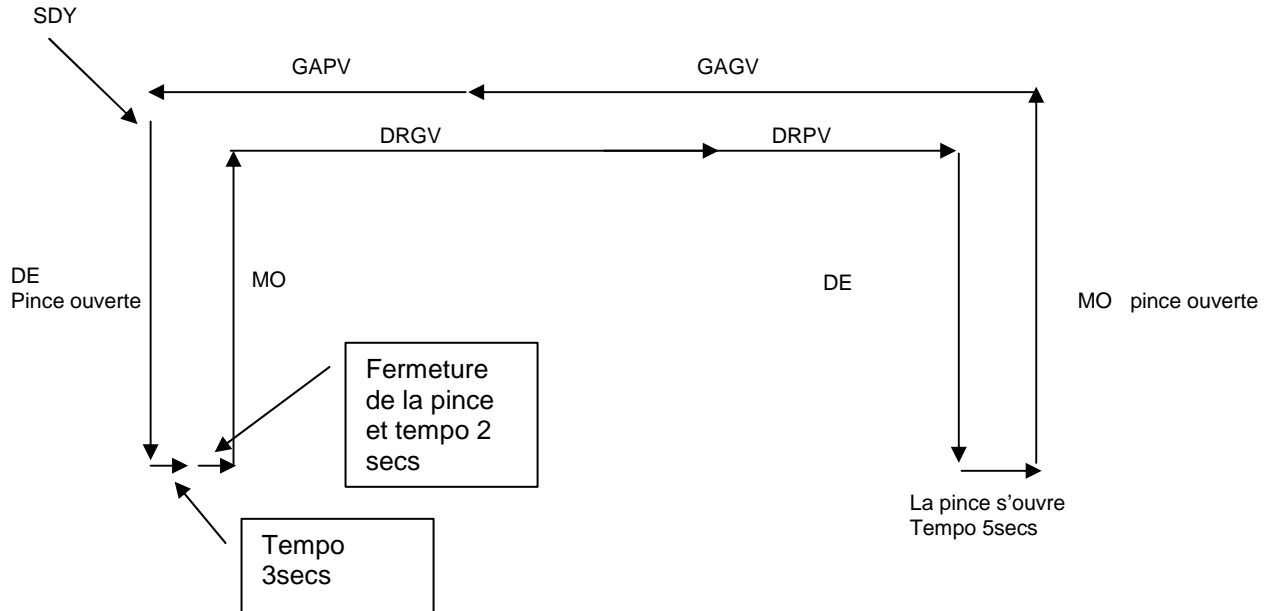 SDY
GAPV
GAGV
DRGV
DRPV
DE
Pince ouverte
MO
DE
MO pince ouverte
Fermeture
de la pince
et tempo 2
secs
La pince s’ouvre
Tempo 5secs
Tempo
3secs